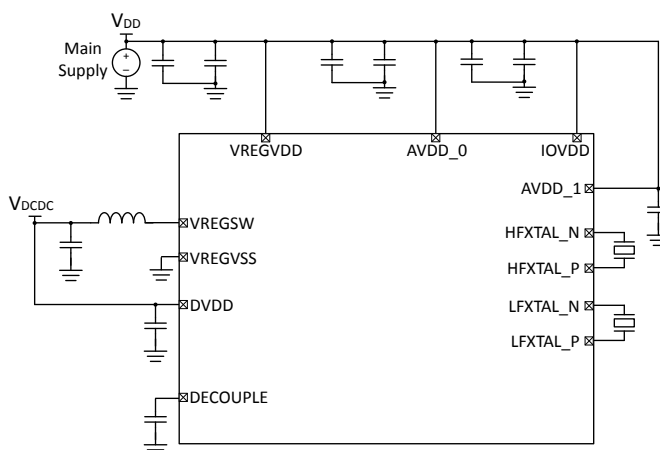 VDD
Main
Supply
+
−
VREGVDD
AVDD_0
IOVDD
AVDD_1
VDCDC
VREGSW
HFXTAL_N
VREGVSS
HFXTAL_P
DVDD
LFXTAL_N
LFXTAL_P
DECOUPLE